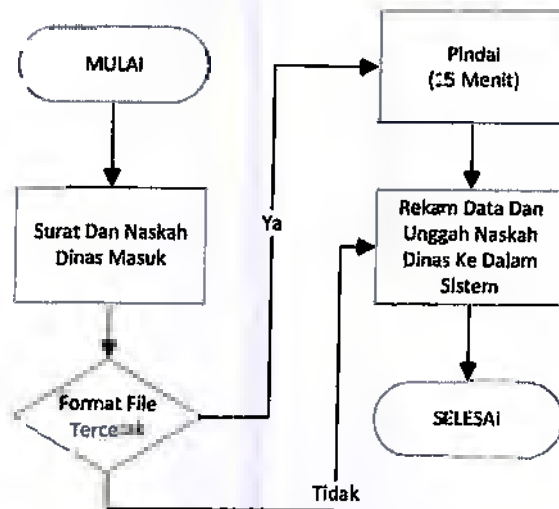 MULAI
Surat Dan Naskah
Dinas Masuk
Format File
Ya
Tidak
Pindai
(15 Menit)
Rekam Data Dan
Unggah Naskah
Dinas Ke Dalam
Sistem
SELESAI